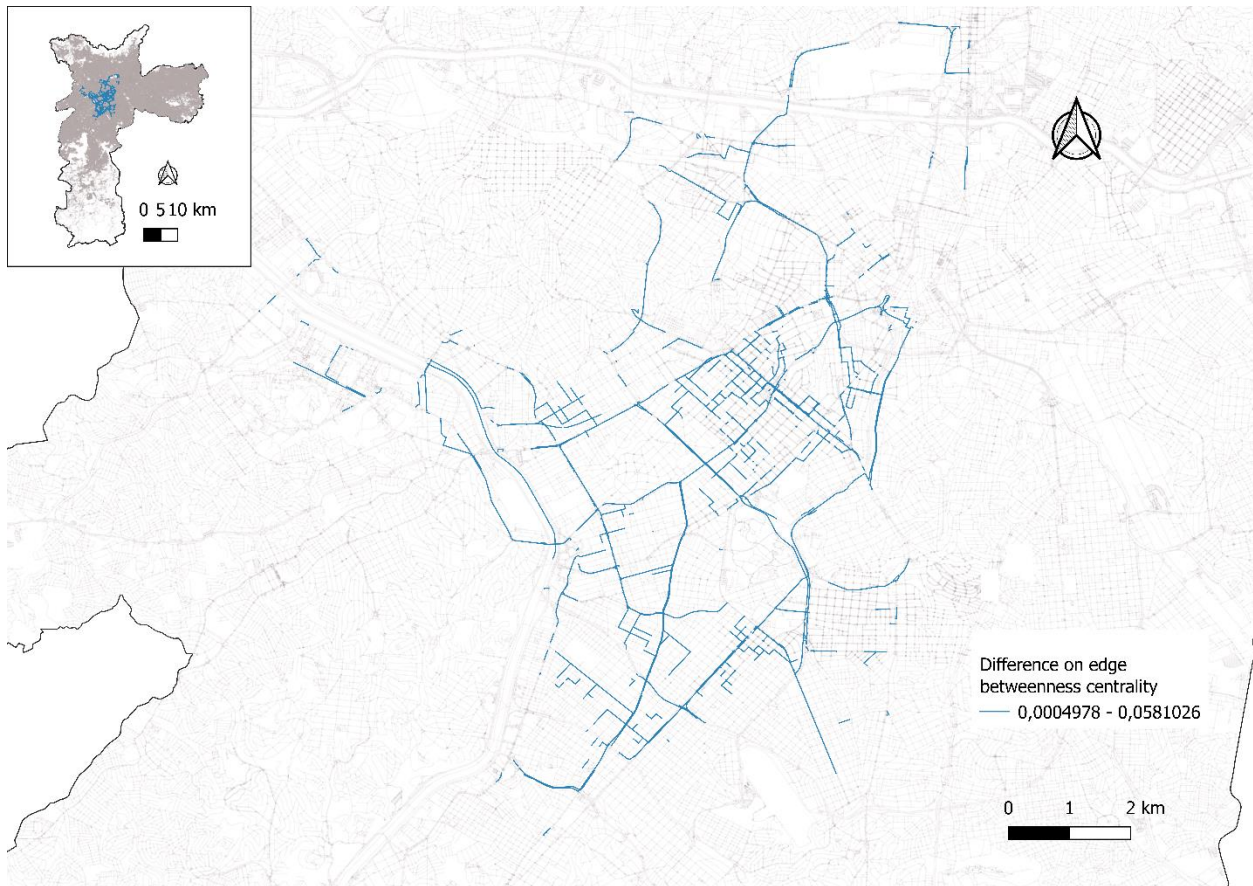 0 5 10 km
Difference on edge
betweenness centrality
0,0004978 - 0,0581026
0 1 2 km